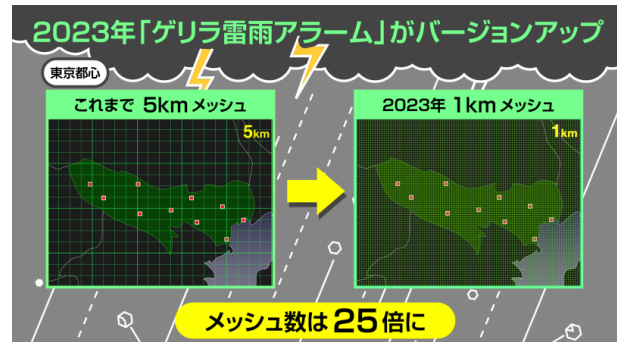 2023年「ゲリラ雷雨アラーム」がバージョンアップ
東京都心
これまで 5kmメッシュ
5km
2023年 1kmメッシュ
1km
メッシュ数は25倍に